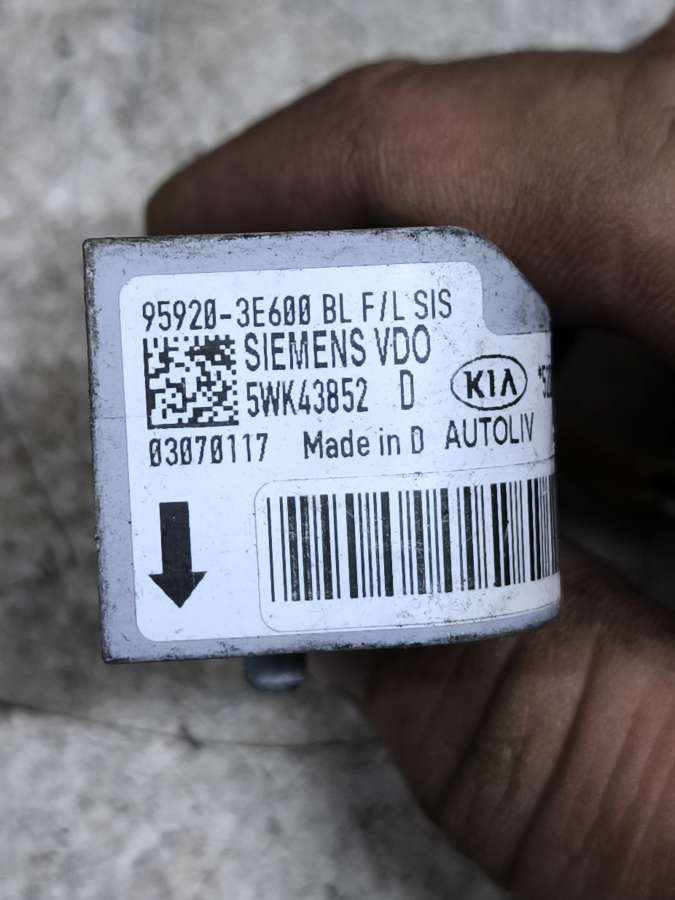 95920-3E600 BL F/L SIS
SIEMENS VDO
5WK43852 D
KIA
03070117 Made in D AUTOLIV